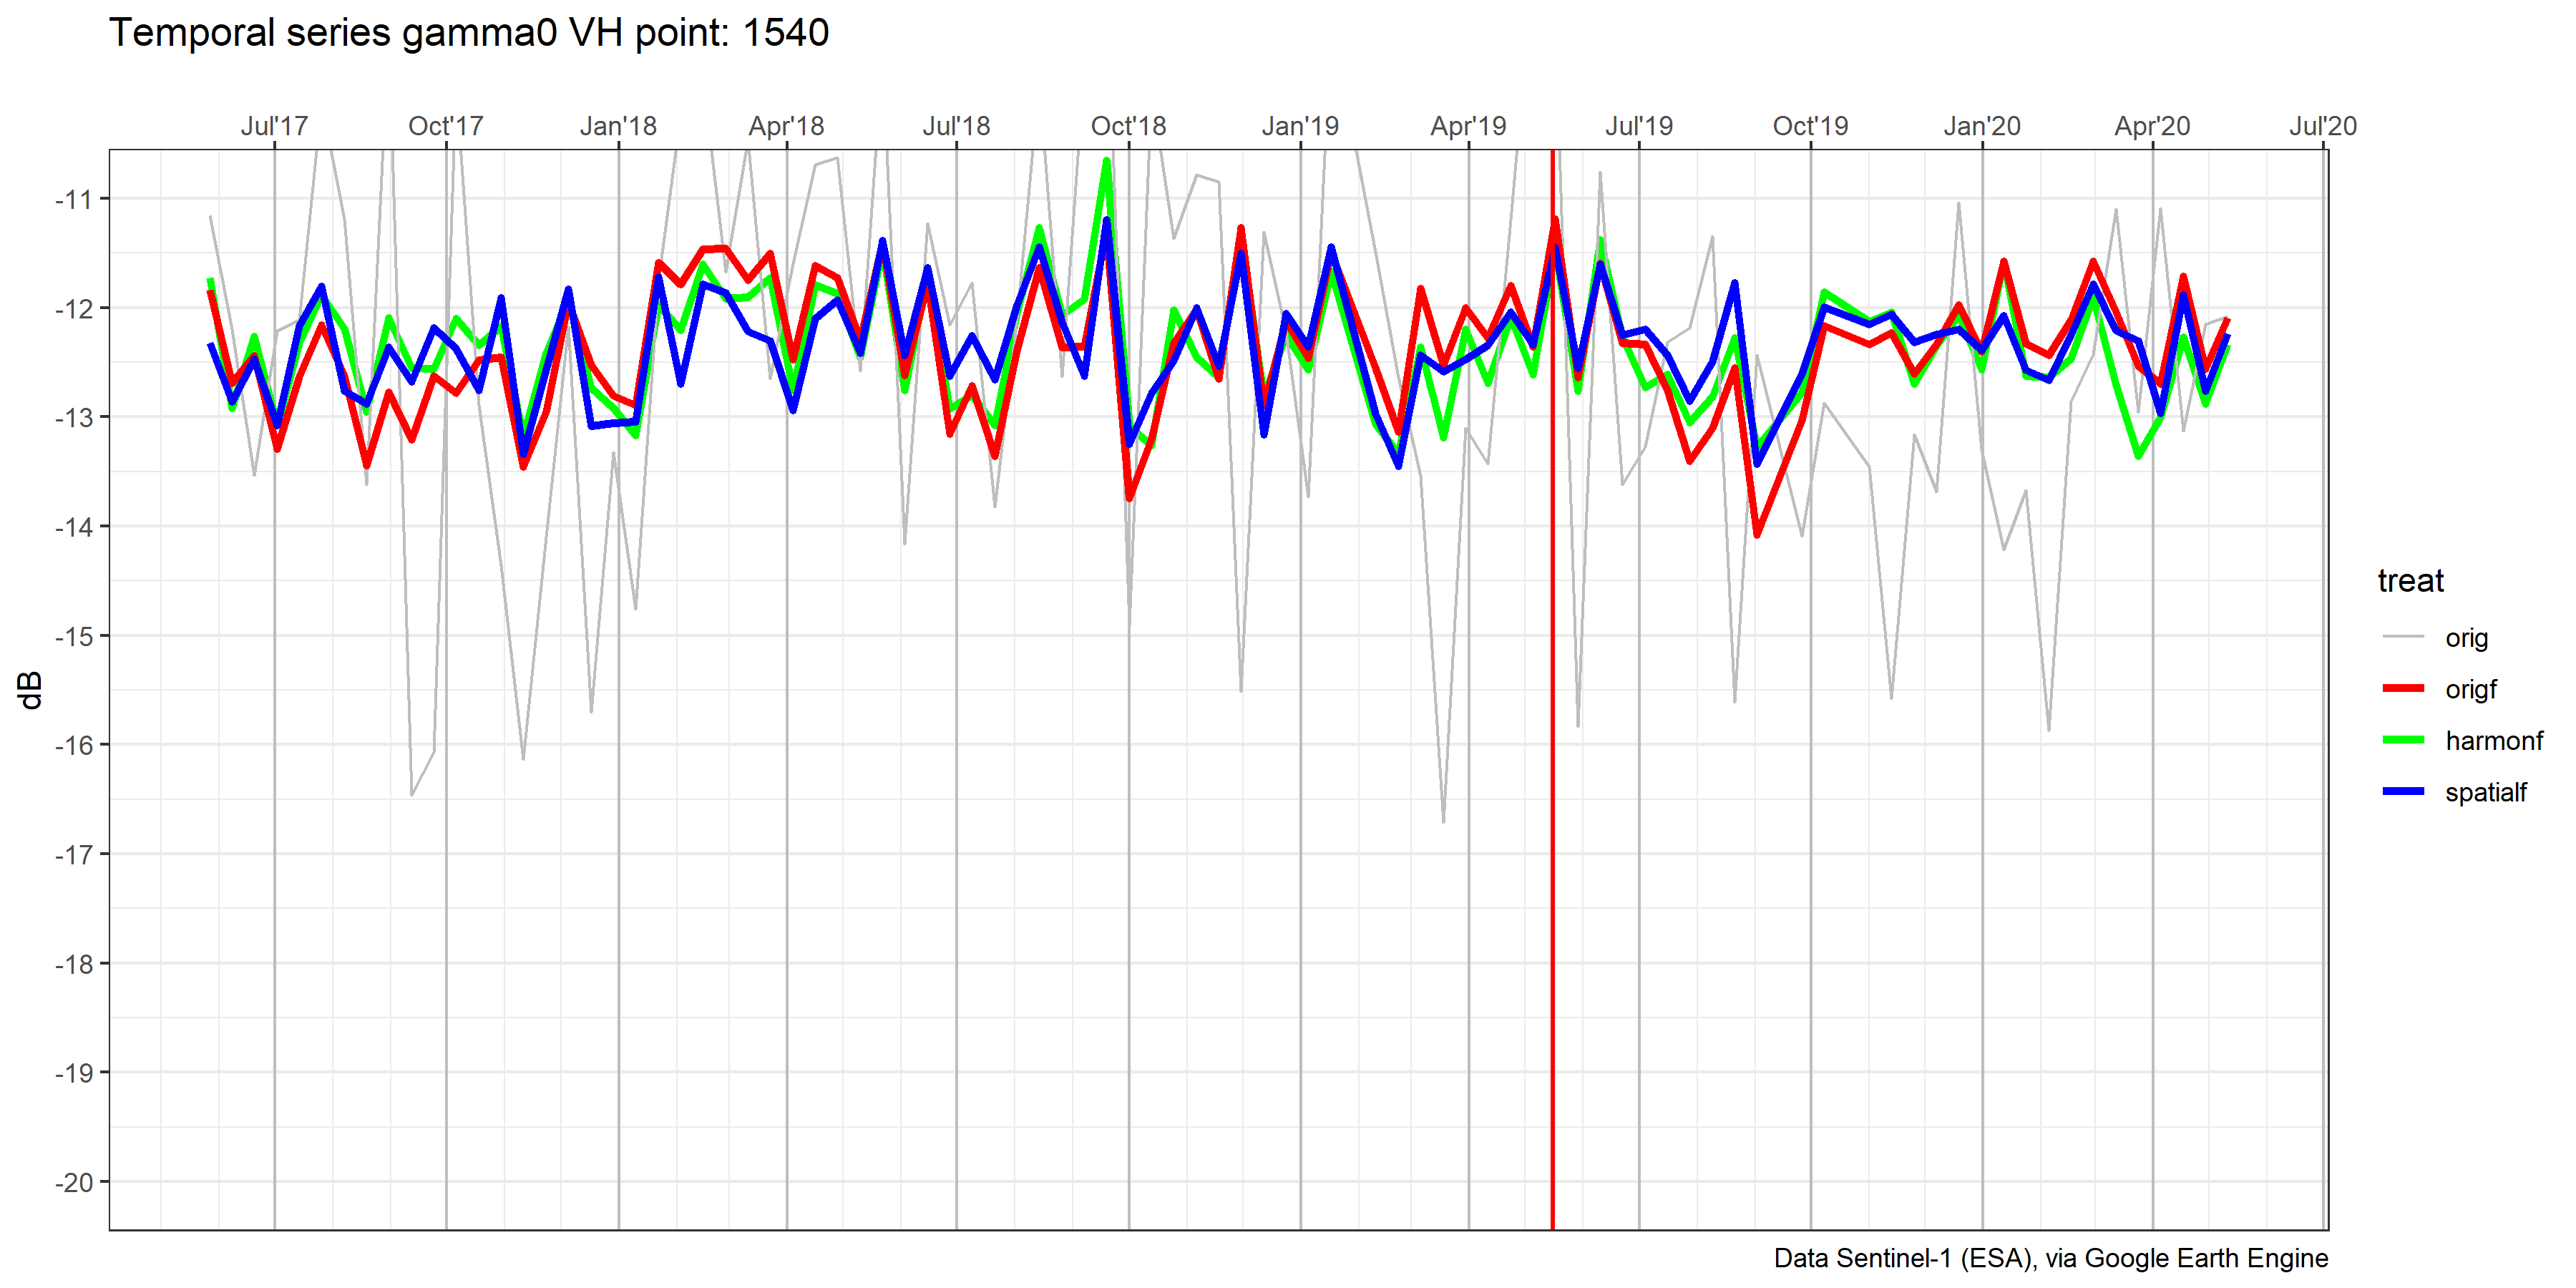 Temporal series gamma0 VH point: 1540
Jul'17 Oct'17 Jan'18 Apr'18 Jul'18 Oct'18 Jan'19 Apr'19 Jul'19 Oct'19 Jan'20 Apr'20 Jul'20
-11
-12
-13
-14
-15
-16
-17
-18
-19
-20
dB
treat
orig
origf
harmonf
spatialf
Data Sentinel-1 (ESA), via Google Earth Engine